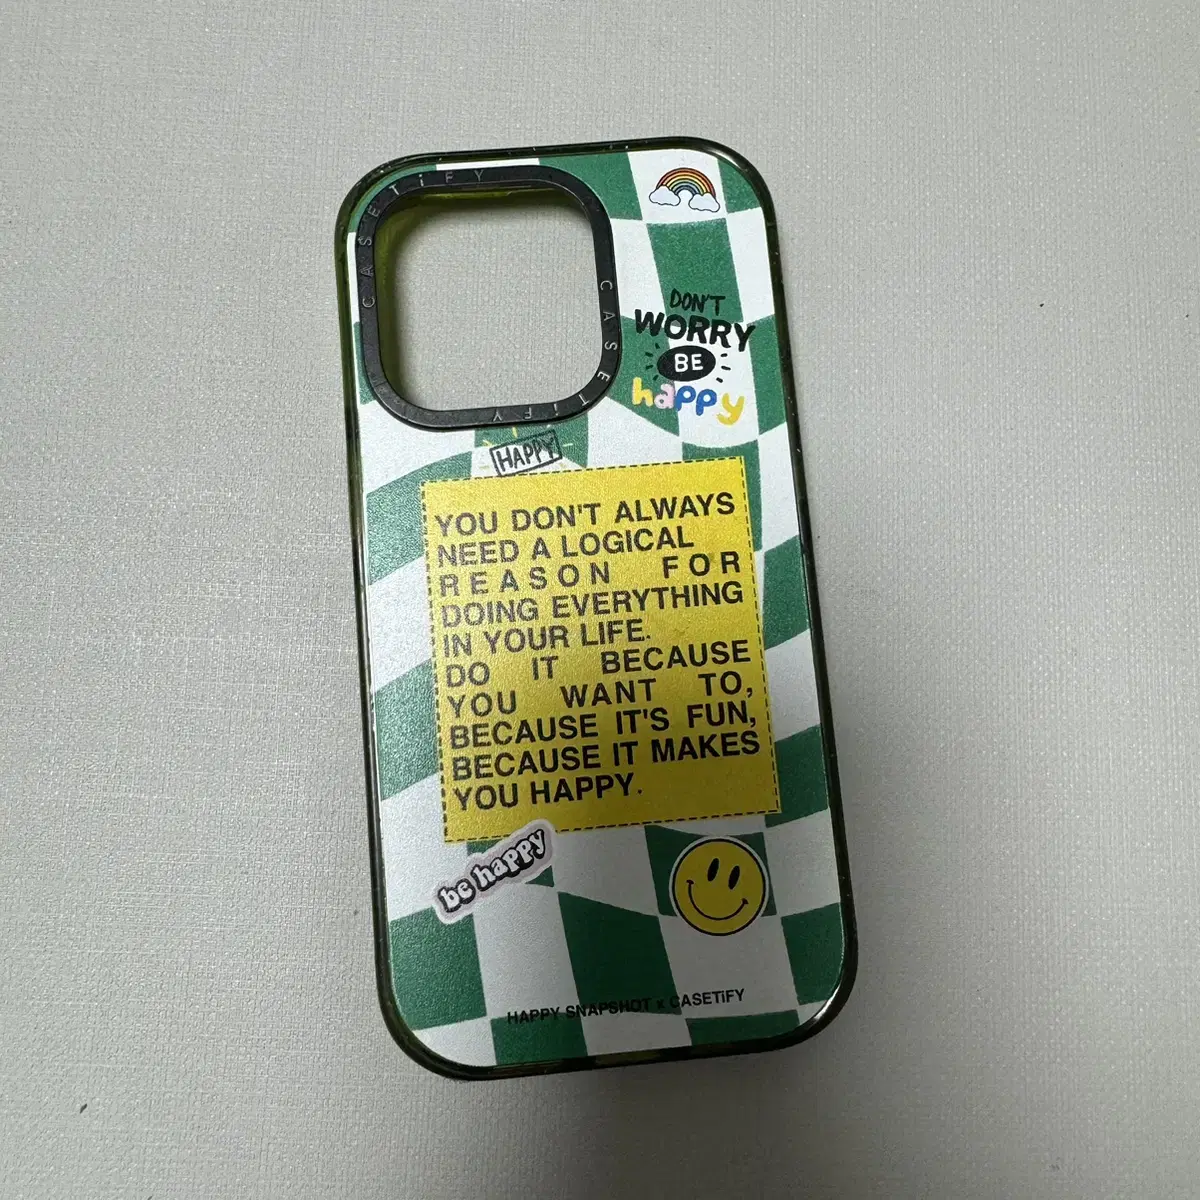 CASETiFY
CASETiFY
DON'T
WORRY
BE
happy
HAPPY
YOU DON'T ALWAYS
NEED A LOGICAL
REASON FOR
DOING EVERYTHING
IN YOUR LIFE.
DO IT BECAUSE
YOU WANT TO,
BECAUSE IT'S FUN,
BECAUSE IT MAKES
YOU HAPPY.
be happy
HAPPY SNAPSHOT x CASETiFY